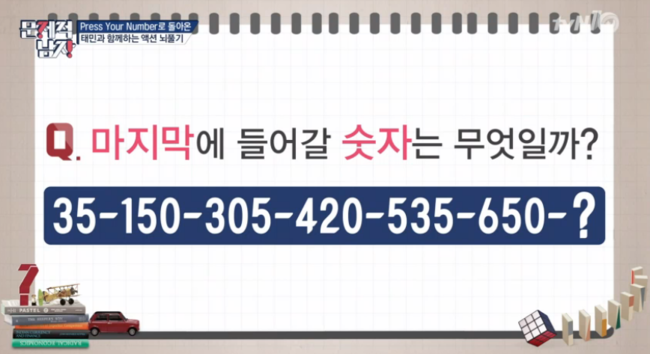 문제적 남자
Press Your Number로 돌아온
태민과 함께하는 액션 뇌풀기
tvN10
Q. 마지막에 들어갈 숫자는 무엇일까?
35-150-305-420-535-650-?
?
PASTEL